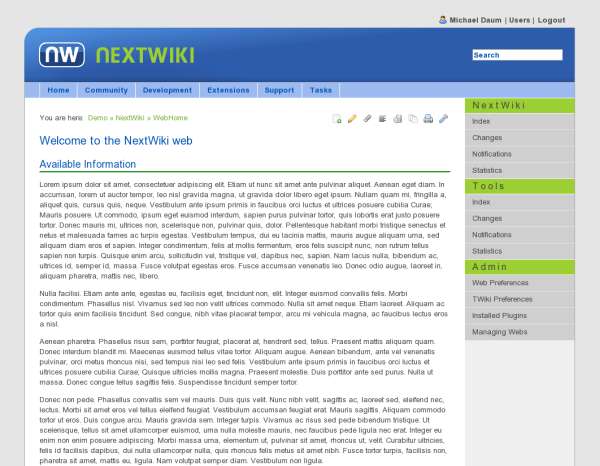 Michael Daum | Users | Logout
NW NEXTWIKI
Search
Home Community Development Extensions Support Tasks
You are here: Demo » NextWiki » WebHome
Welcome to the NextWiki web
Available Information
Lorem ipsum dolor sit amet, consectetuer adipiscing elit. Etiam ut nunc sit amet ante pulvinar aliquet. Aenean eget diam. In
accumsan, lorem ut auctor tempor, leo nisl gravida magna, ut gravida dolor libero eget ipsum. Nullam quam mi, fringilla a,
aliquet quis, cursus quis, neque. Vestibulum ante ipsum primis in faucibus orci luctus et ultrices posuere cubilia Curae;
Mauris posuere. Ut commodo, ipsum eget euismod interdum, sapien purus pulvinar tortor, quis lobortis erat justo posuere
tortor. Donec mauris mi, ultrices non, scelerisque non, pulvinar quis, dolor. Pellentesque habitant morbi tristique senectus et
netus et malesuada fames ac turpis egestas. Vestibulum tempus, dui eu lacinia mattis, mauris augue aliquam urna, sed
aliquam diam eros et sapien. Integer condimentum, felis at mollis fermentum, eros felis suscipit nunc, non rutrum tellus
sapien non turpis. Quisque enim arcu, sollicitudin vel, tristique vel, dapibus nec, sapien. Nam lacus nulla, bibendum ac,
ultrices id, semper id, massa. Fusce volutpat egestas eros. Fusce accumsan venenatis leo. Donec odio augue, laoreet in,
aliquam pharetra, mattis nec, libero.
Nulla facilisi. Etiam ante ante, egestas eu, facilisis eget, tincidunt non, elit. Integer euismod convallis felis. Morbi
condimentum. Phasellus nisl. Vivamus sed leo non velit ultrices commodo. Nulla sit amet neque. Etiam laoreet. Aliquam ac
tortor quis enim facilisis tincidunt. Sed congue, nibh vitae placerat tempor, arcu mi vehicula magna, ac faucibus lectus eros
a nisl.
Aenean pharetra. Phasellus risus sem, porttitor feugiat, placerat at, hendrerit sed, tellus. Praesent mattis aliquam quam.
Donec interdum blandit mi. Maecenas euismod tellus vitae tortor. Aliquam augue. Aenean bibendum, ante vel venenatis
pulvinar, orci metus rhoncus nisi, sed tempus nisi leo sed felis. Vestibulum ante ipsum primis in faucibus orci luctus et
ultrices posuere cubilia Curae; Quisque ultricies mollis magna. Praesent molestie. Duis porttitor ante sed purus. Nulla ut
massa. Donec congue tellus sagittis felis. Suspendisse tincidunt semper tortor.
Donec non pede. Phasellus convallis sem vel mauris. Duis quis velit. Nunc nibh velit, sagittis ac, laoreet sed, eleifend nec,
lectus. Morbi sit amet eros vel tellus eleifend feugiat. Vestibulum accumsan feugiat erat. Mauris sagittis. Aliquam commodo
tortor ut eros. Duis congue arcu. Mauris gravida sem. Integer turpis. Vivamus ac risus sed pede bibendum tristique. Ut
scelerisque, tellus sit amet ullamcorper euismod, urna nulla molestie mauris, nec faucibus pede ligula nec erat. Integer eu
enim non enim posuere adipiscing. Morbi massa urna, elementum ut, pulvinar sit amet, rhoncus ut, velit. Curabitur ultricies,
felis id facilisis dapibus, dui nulla ullamcorper nulla, quis rhoncus felis metus sit amet nibh. Fusce tortor turpis, facilisis non,
pharetra sit amet, mattis eu, ligula. Nam volutpat semper diam. Vestibulum non ligula.
NextWiki
Index
Changes
Notifications
Statistics
Tools
Index
Changes
Notifications
Statistics
Admin
Web Preferences
TWiki Preferences
Installed Plugins
Managing Webs